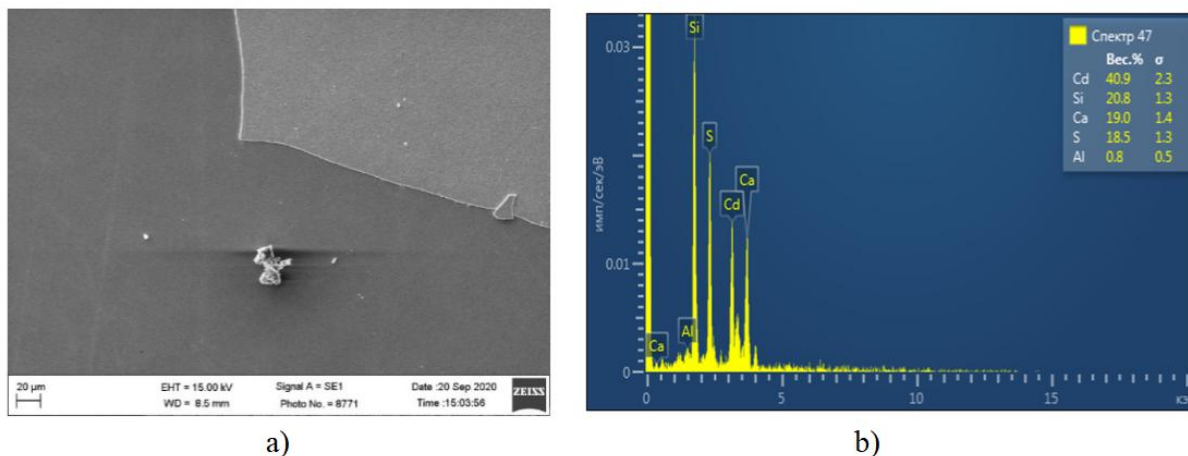 20 µm
EHT = 15.00 kV
Signal A = SE1
Date :20 Sep 2020
WD = 8.5 mm
Photo No. = 8771
Time :15:03:56
ZEISS
a)
Спектр 47
Вес.% σ
Cd 40.9 2.3
Si 20.8 1.3
Ca 19.0 1.4
S 18.5 1.3
Al 0.8 0.5
Si
S
Ca
Cd
Al
Ca
0.03
0.01
0
имп/сек/эВ
0 5 10 15
b)